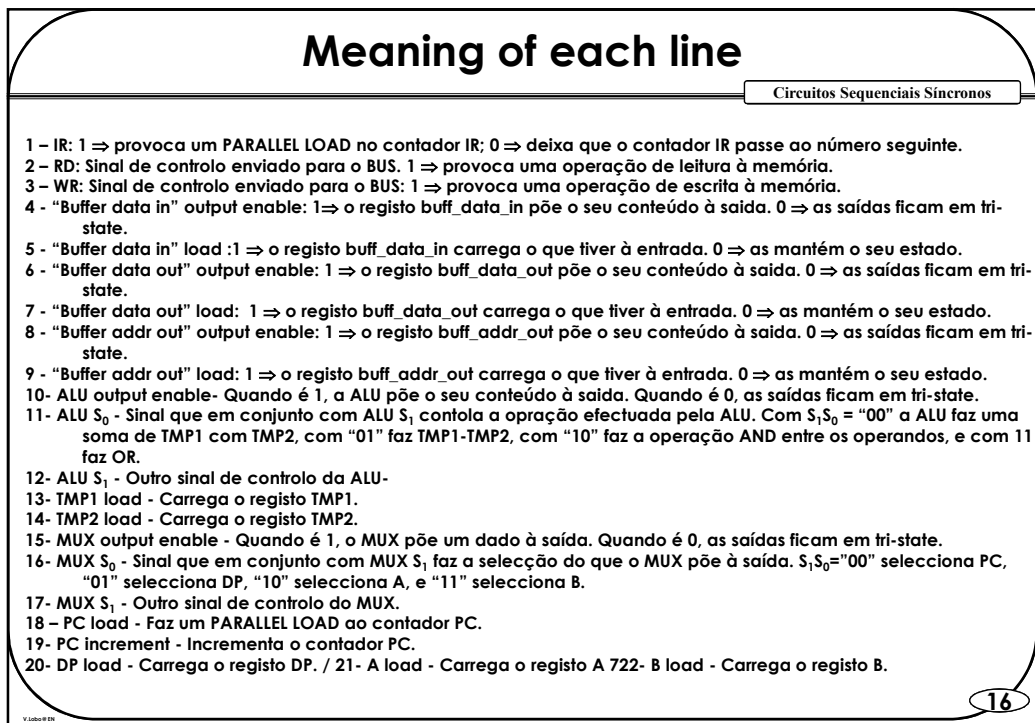 Meaning of each line
Circuitos Sequenciais Síncronos
1 – IR: 1 ⇒ provoca um PARALLEL LOAD no contador IR; 0 ⇒ deixa que o contador IR passe ao número seguinte.
2 – RD: Sinal de controlo enviado para o BUS. 1 ⇒ provoca uma operação de leitura à memória.
3 – WR: Sinal de controlo enviado para o BUS: 1 ⇒ provoca uma operação de escrita à memória.
4 - “Buffer data in” output enable: 1⇒ o registo buff_data_in põe o seu conteúdo à saida. 0 ⇒ as saídas ficam em tri-
state.
5 - “Buffer data in” load :1 ⇒ o registo buff_data_in carrega o que tiver à entrada. 0 ⇒ as mantém o seu estado.
6 - “Buffer data out” output enable: 1 ⇒ o registo buff_data_out põe o seu conteúdo à saida. 0 ⇒ as saídas ficam em tri-
state.
7 - “Buffer data out” load:  1 ⇒ o registo buff_data_out carrega o que tiver à entrada. 0 ⇒ as mantém o seu estado.
8 - “Buffer addr out” output enable: 1 ⇒ o registo buff_addr_out põe o seu conteúdo à saida. 0 ⇒ as saídas ficam em tri-
state.
9 - “Buffer addr out” load: 1 ⇒ o registo buff_addr_out carrega o que tiver à entrada. 0 ⇒ as mantém o seu estado.
10- ALU output enable- Quando é 1, a ALU põe o seu conteúdo à saida. Quando é 0, as saídas ficam em tri-state.
11- ALU S₀ - Sinal que em conjunto com ALU S₁ contola a opração efectuada pela ALU. Com S₁S₀ = “00” a ALU faz uma
soma de TMP1 com TMP2, com “01” faz TMP1-TMP2, com “10” faz a operação AND entre os operandos, e com 11
faz OR.
12- ALU S₁ - Outro sinal de controlo da ALU-
13- TMP1 load - Carrega o registo TMP1.
14- TMP2 load - Carrega o registo TMP2.
15- MUX output enable - Quando é 1, o MUX põe um dado à saída. Quando é 0, as saídas ficam em tri-state.
16- MUX S₀ - Sinal que em conjunto com MUX S₁ faz a selecção do que o MUX põe à saída. S₁S₀=”00” selecciona PC,
“01” selecciona DP, “10” selecciona A, e “11” selecciona B.
17- MUX S₁ - Outro sinal de controlo do MUX.
18 – PC load - Faz um PARALLEL LOAD ao contador PC.
19- PC increment - Incrementa o contador PC.
20- DP load - Carrega o registo DP. / 21- A load - Carrega o registo A 722- B load - Carrega o registo B.
16
V.Lobo@EN